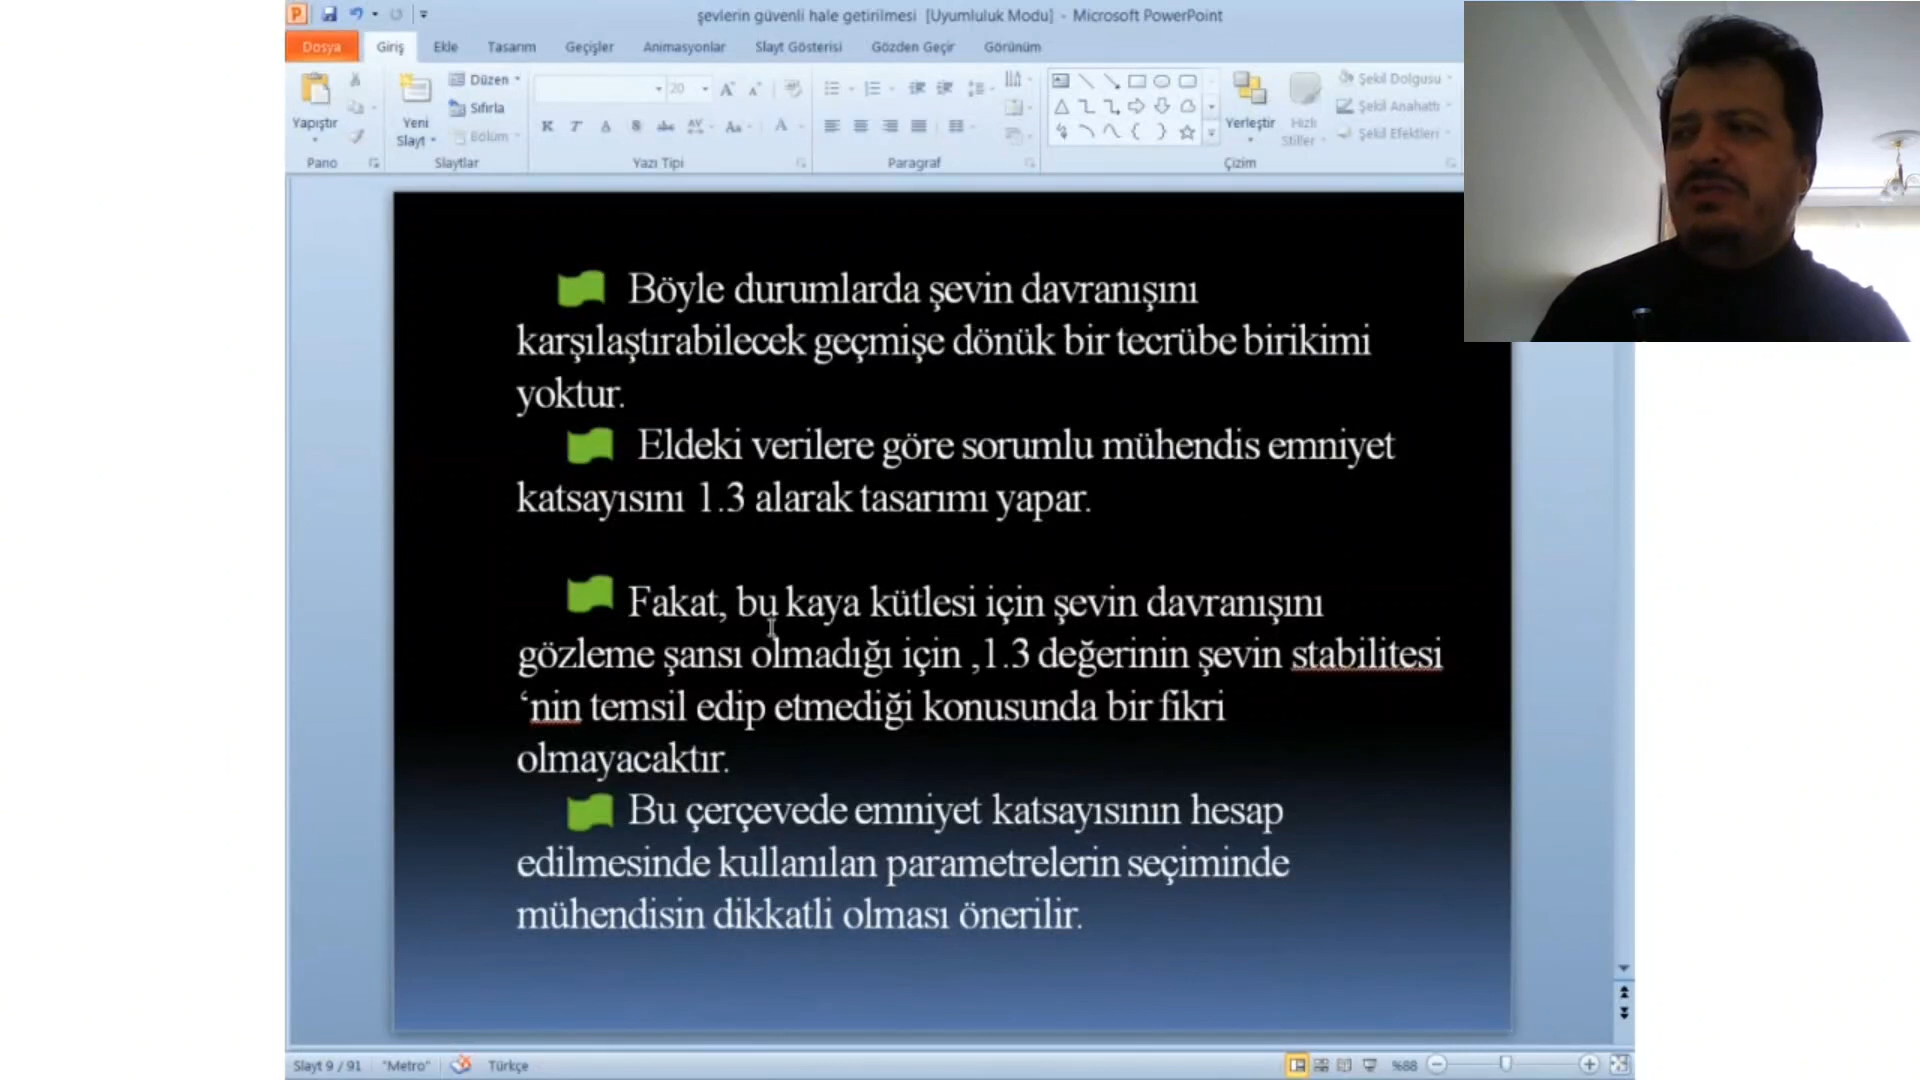 şevlerin güvenli hale getirilmesi [Uyumluluk Modu] - Microsoft PowerPoint
Dosya Giriş Ekle Tasarım Geçişler Animasyonlar Slayt Gösterisi Gözden Geçir Görünüm
Yapıştır
Yeni
Slayt
Düzen
Sıfırla
Bölüm
20
Yerleştir
Hızlı
Stiller
Şekil Dolgusu
Şekil Anahattı
Şekil Efektleri
Pano Slaytlar Yazı Tipi Paragraf Çizim
Böyle durumlarda şevin davranışını
karşılaştırabilecek geçmişe dönük bir tecrübe birikimi
yoktur.
Eldeki verilere göre sorumlu mühendis emniyet
katsayısını 1.3 alarak tasarımı yapar.
Fakat, bu kaya kütlesi için şevin davranışını
gözleme şansı olmadığı için ,1.3 değerinin şevin stabilitesi
‘nin temsil edip etmediği konusunda bir fikri
olmayacaktır.
Bu çerçevede emniyet katsayısının hesap
edilmesinde kullanılan parametrelerin seçiminde
mühendisin dikkatli olması önerilir.
Slayt 9 / 91 "Metro" Türkçe %88